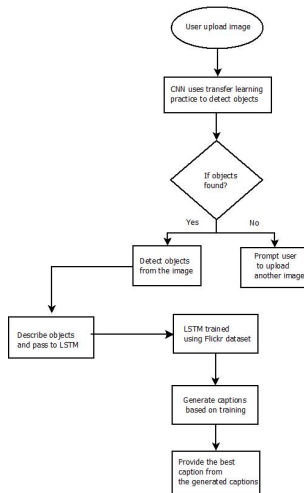 User upload image
CNN uses transfer learning
practice to detect objects
If objects
found?
Yes
No
Detect objects
from the image
Prompt user
to upload
another image
Describe objects
and pass to LSTM
LSTM trained
using Flickr dataset
Generate captions
based on training
Provide the best
caption from
the generated captions